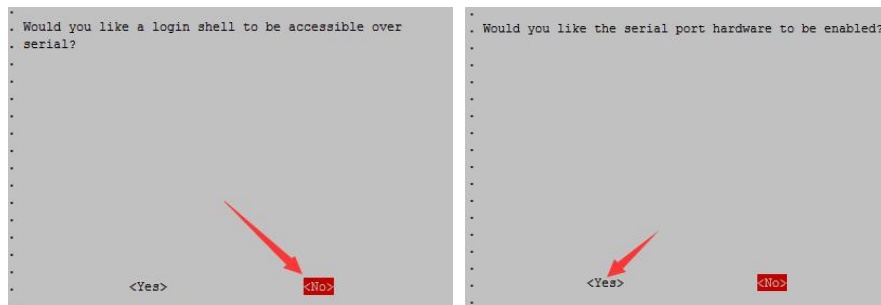 Would you like a login shell to be accessible over
serial?
<Yes> <No>
Would you like the serial port hardware to be enabled?
<Yes> <No>